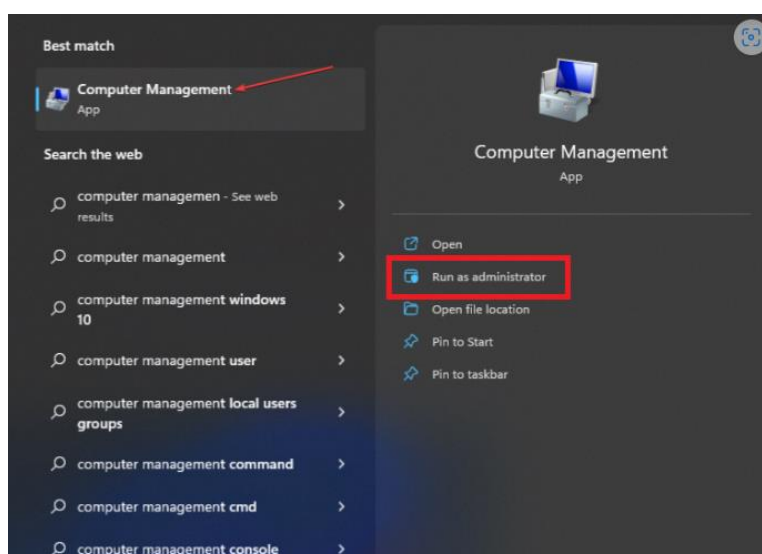 Best match
Computer Management
App
Search the web
computer managemen - See web
results
computer management
computer management windows
10
computer management user
computer management local users
groups
computer management command
computer management cmd
computer management console
Computer Management
App
Open
Run as administrator
Open file location
Pin to Start
Pin to taskbar